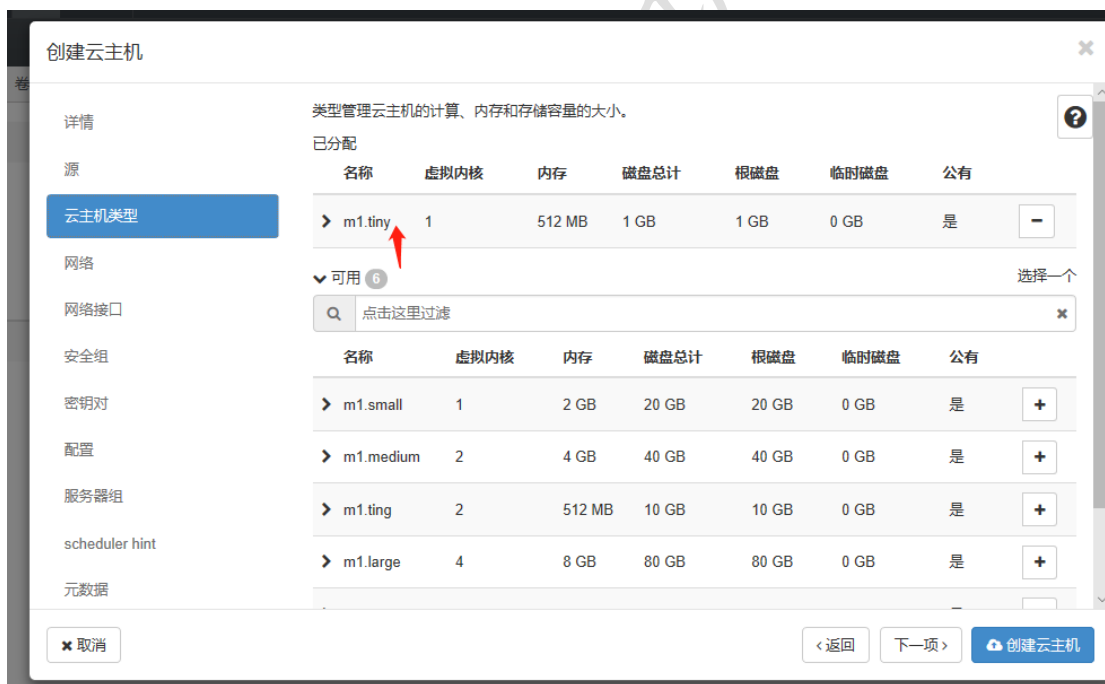 创建云主机
卷
详情
源
云主机类型
网络
网络接口
安全组
密钥对
配置
服务器组
scheduler hint
元数据
类型管理云主机的计算、内存和存储容量的大小。
已分配
名称 虚拟内核 内存 磁盘总计 根磁盘 临时磁盘 公有
m1.tiny 1 512 MB 1 GB 1 GB 0 GB 是
可用 6 选择一个
点击这里过滤
名称 虚拟内核 内存 磁盘总计 根磁盘 临时磁盘 公有
m1.small 1 2 GB 20 GB 20 GB 0 GB 是
m1.medium 2 4 GB 40 GB 40 GB 0 GB 是
m1.ting 2 512 MB 10 GB 10 GB 0 GB 是
m1.large 4 8 GB 80 GB 80 GB 0 GB 是
取消 ‹返回 下一项› 创建云主机